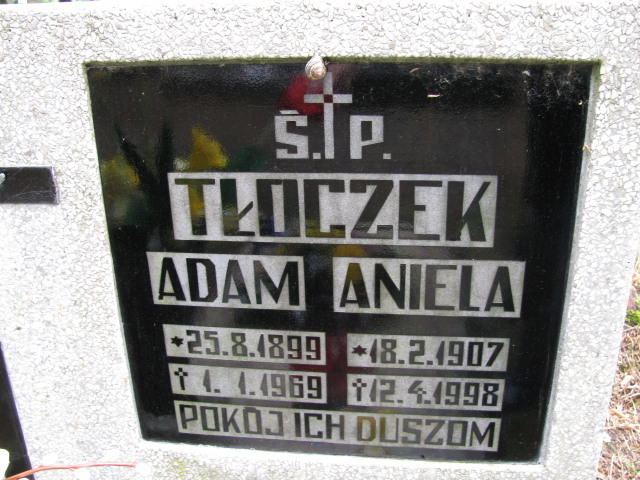 Ś.†P.
TŁOCZEK
ADAM ANIELA
*25.8.1899 *18.2.1907
†1.1.1969 †12.4.1998
POKÓJ ICH DUSZOM